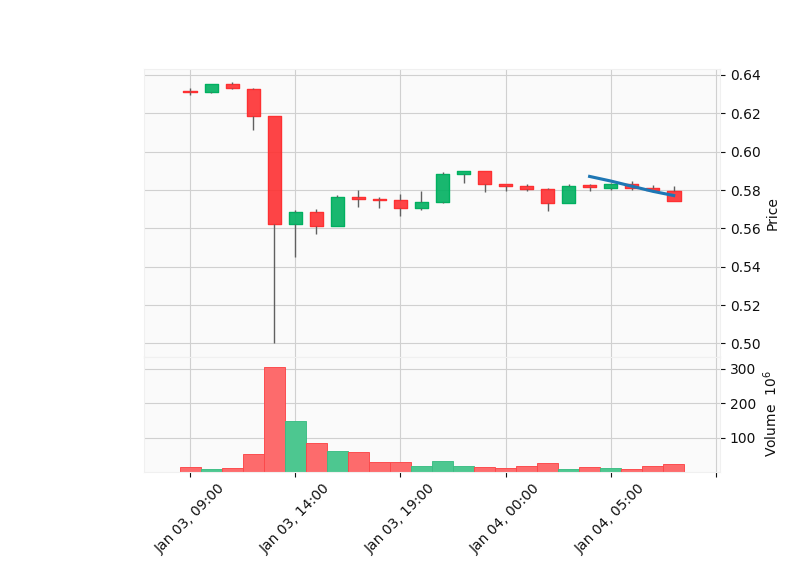 0.64
0.62
0.60
0.58
0.56
0.54
0.52
0.50
Price
300
200
100
Volume 10⁶
Jan 03, 09:00
Jan 03, 14:00
Jan 03, 19:00
Jan 04, 00:00
Jan 04, 05:00